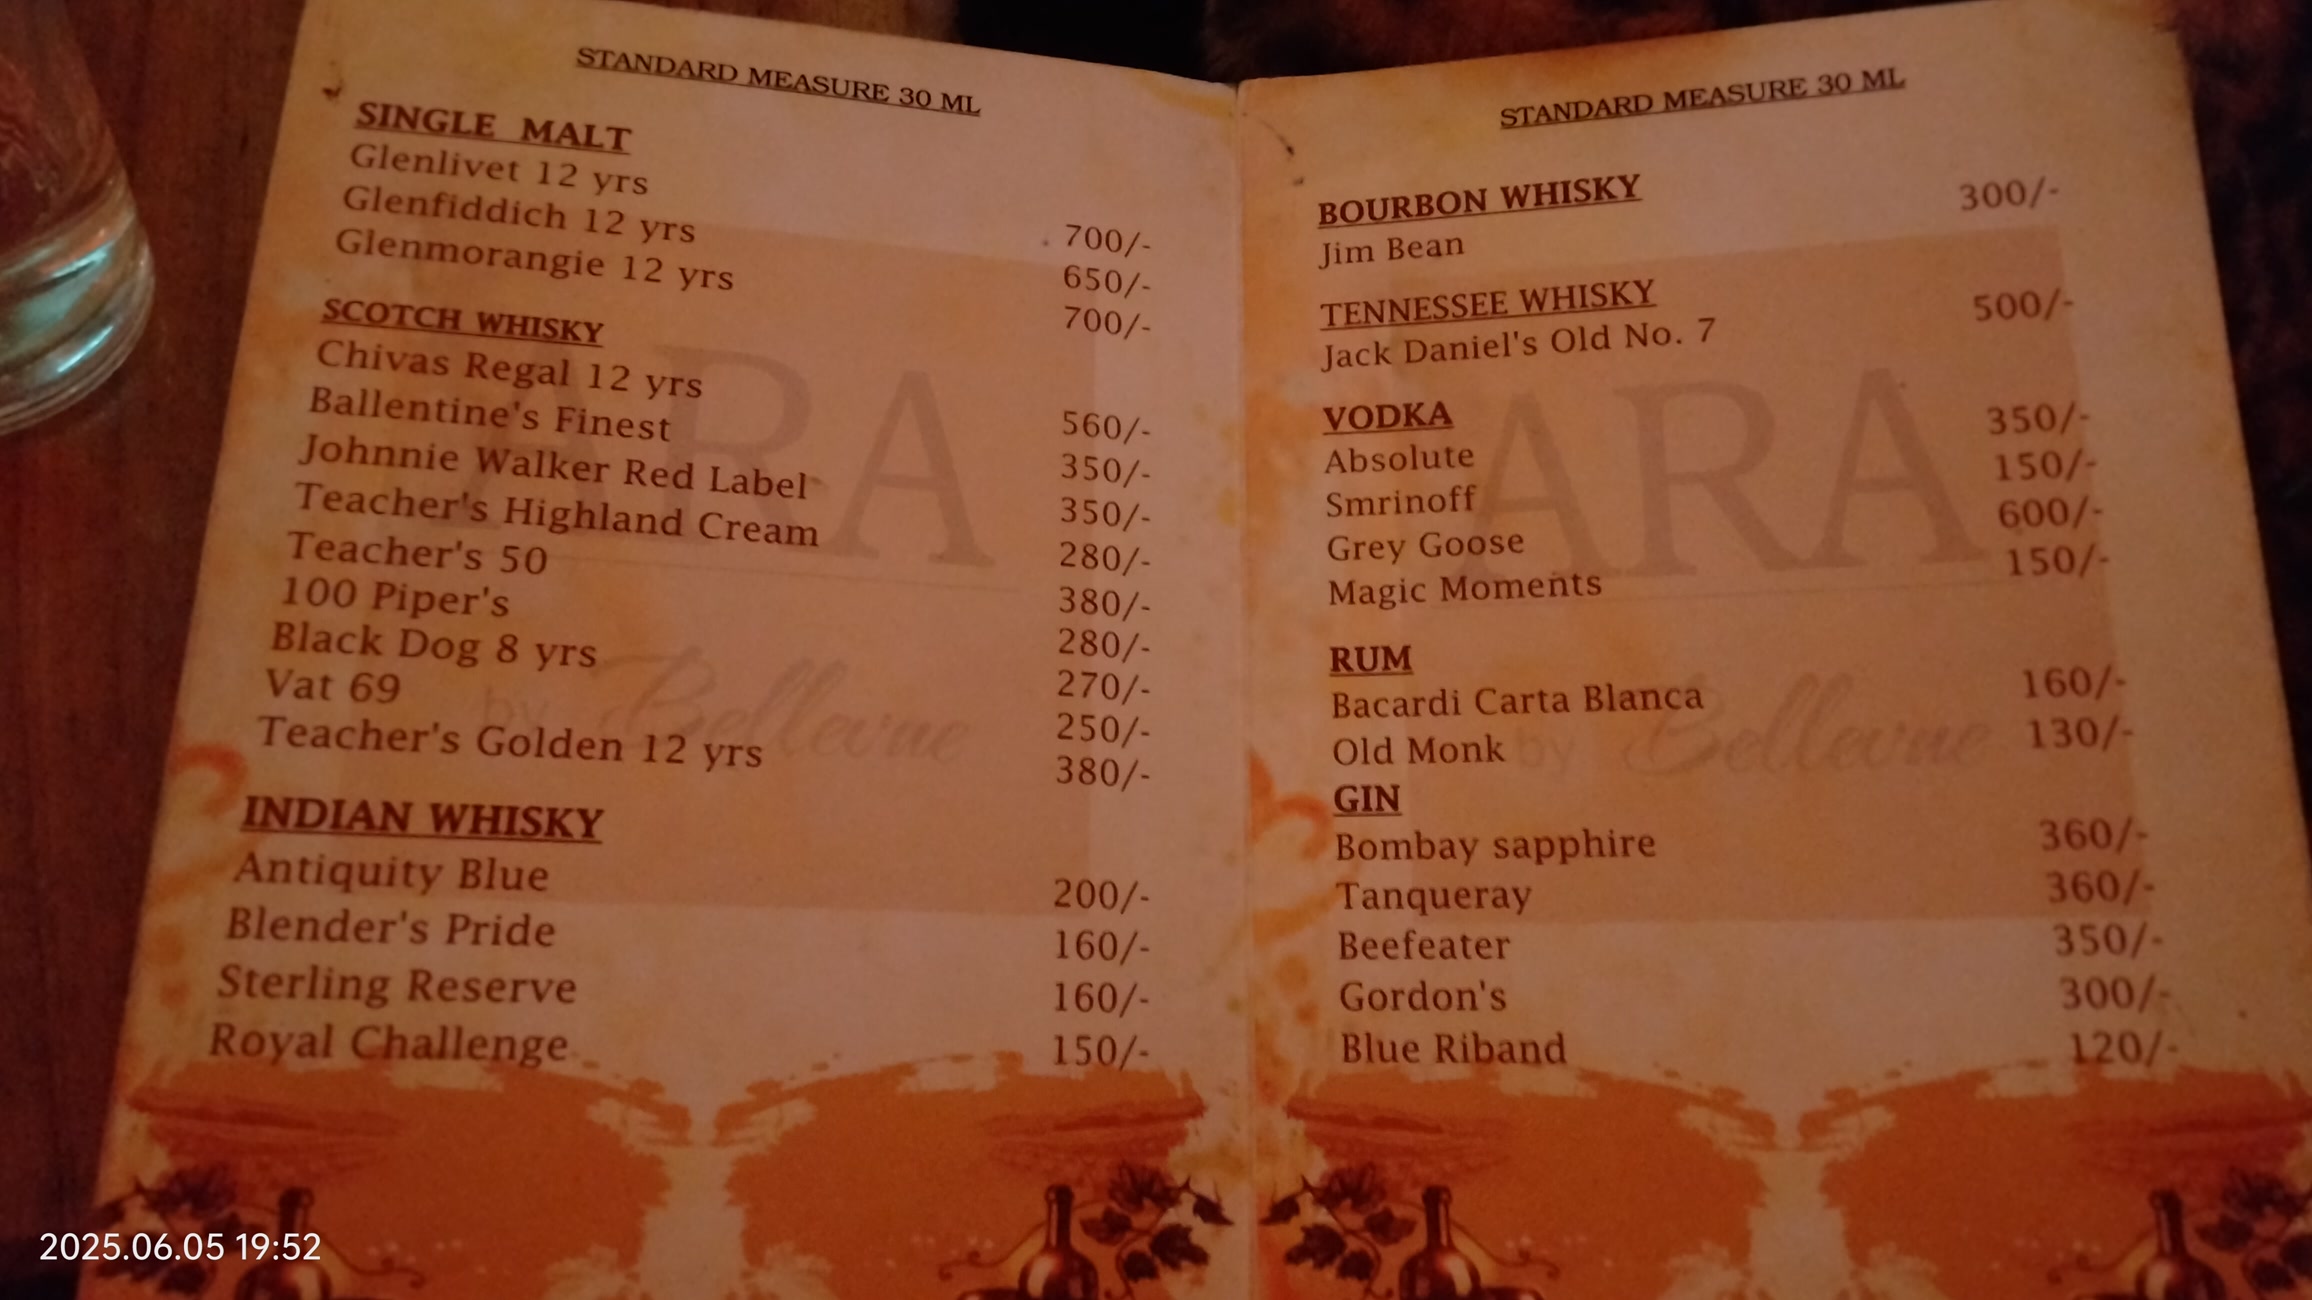 STANDARD MEASURE 30 ML
SINGLE MALT
Glenlivet 12 yrs 700/-
Glenfiddich 12 yrs 650/-
Glenmorangie 12 yrs 700/-
SCOTCH WHISKY
Chivas Regal 12 yrs 560/-
Ballentine's Finest 350/-
Johnnie Walker Red Label 350/-
Teacher's Highland Cream 280/-
Teacher's 50 380/-
100 Piper's 280/-
Black Dog 8 yrs 270/-
Vat 69 250/-
Teacher's Golden 12 yrs 380/-
INDIAN WHISKY
Antiquity Blue 200/-
Blender's Pride 160/-
Sterling Reserve 160/-
Royal Challenge 150/-
ARA
by Bellevue
STANDARD MEASURE 30 ML
BOURBON WHISKY
Jim Bean 300/-
TENNESSEE WHISKY
Jack Daniel's Old No. 7 500/-
VODKA
Absolute 350/-
Smrinoff 150/-
Grey Goose 600/-
Magic Moments 150/-
RUM
Bacardi Carta Blanca 160/-
Old Monk 130/-
GIN
Bombay sapphire 360/-
Tanqueray 360/-
Beefeater 350/-
Gordon's 300/-
Blue Riband 120/-
ARA
by Bellevue
2025.06.05 19:52